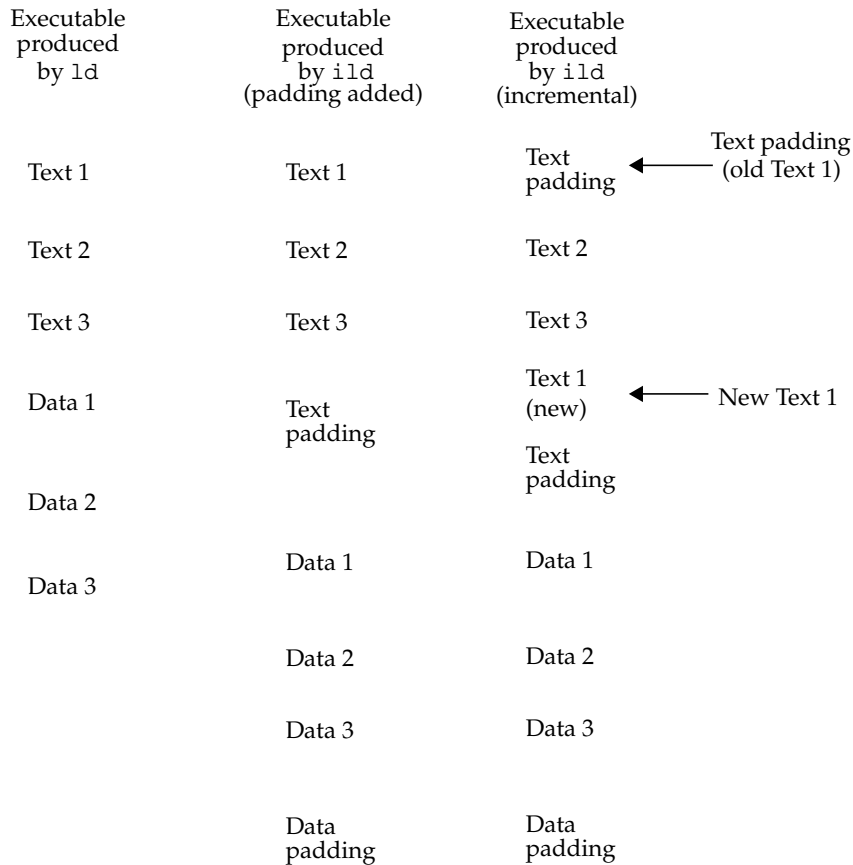 Executable
produced
by ld
Executable
produced
by ild
(padding added)
Executable
produced
by ild
(incremental)
Text 1
Text 2
Text 3
Data 1
Data 2
Data 3
Text 1
Text 2
Text 3
Text
padding
Data 1
Data 2
Data 3
Data
padding
Text
padding
Text 2
Text 3
Text 1
(new)
Text
padding
Data 1
Data 2
Data 3
Data
padding
Text padding
(old Text 1)
New Text 1